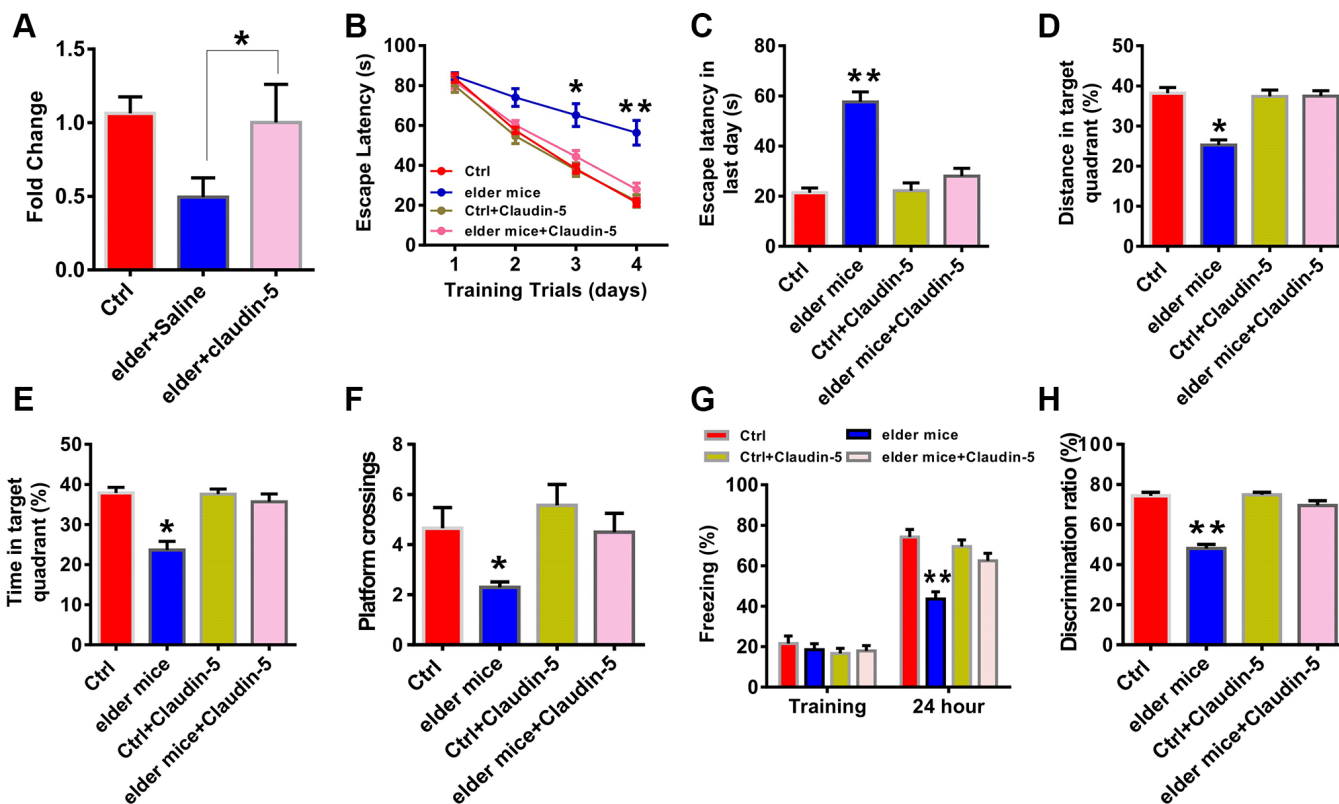 A
Fold Change
1.5
1.0
0.5
0.0
*
Ctrl
elder+Saline
elder+claudin-5
B
Escape Latency (s)
100
80
60
40
20
0
*
**
Ctrl
elder mice
Ctrl+Claudin-5
elder mice+Claudin-5
1 2 3 4
Training Trials (days)
C
Escape latancy in
last day (s)
80
60
40
20
0
**
Ctrl
elder mice
Ctrl+Claudin-5
elder mice+Claudin-5
D
Distance in target
quadrant (%)
50
40
30
20
10
0
*
Ctrl
elder mice
Ctrl+Claudin-5
elder mice+Claudin-5
E
Time in target
quadrant (%)
50
40
30
20
10
0
*
Ctrl
elder mice
Ctrl+Claudin-5
elder mice+Claudin-5
F
Platform crossings
8
6
4
2
0
*
Ctrl
elder mice
Ctrl+Claudin-5
elder mice+Claudin-5
G
Ctrl
elder mice
Ctrl+Claudin-5
elder mice+Claudin-5
Freezing (%)
100
80
60
40
20
0
**
Training
24 hour
H
Discrimination ratio (%)
100
80
60
40
20
0
**
Ctrl
elder mice
Ctrl+Claudin-5
elder mice+Claudin-5